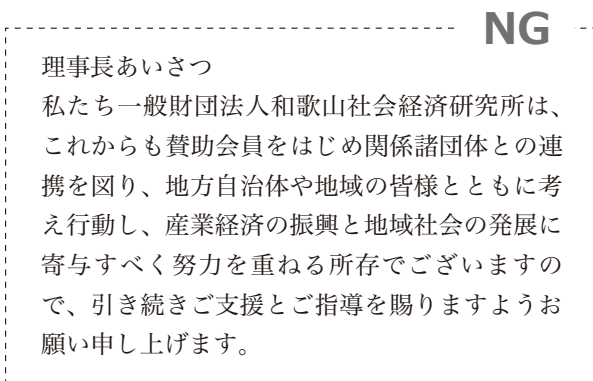 NG
理事長あいさつ
私たち一般財団法人和歌山社会経済研究所は、
これからも賛助会員をはじめ関係諸団体との連
携を図り、地方自治体や地域の皆様とともに考
え行動し、産業経済の振興と地域社会の発展に
寄与すべく努力を重ねる所存でございますの
で、引き続きご支援とご指導を賜りますようお
願い申し上げます。